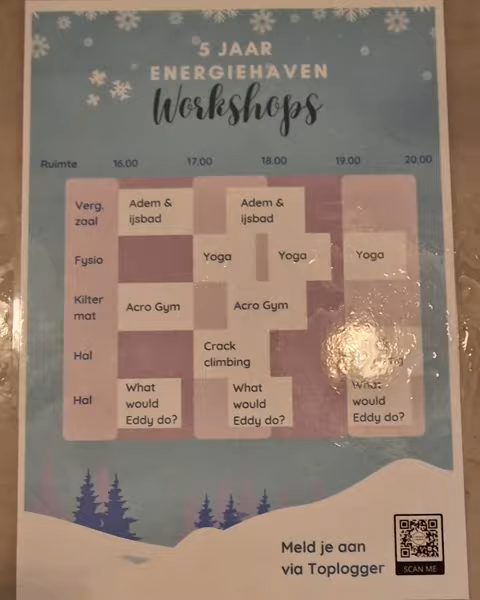 5 JAAR
ENERGIEHAVEN
Workshops
Ruimte 16.00 17.00 18.00 19.00 20.00
Verg. zaal
Adem & ijsbad
Adem & ijsbad
Fysio
Yoga
Yoga
Yoga
Kilter mat
Acro Gym
Acro Gym
Hal
Crack climbing
Hal
What would Eddy do?
What would Eddy do?
What would Eddy do?
Meld je aan
via Toplogger
SCAN ME